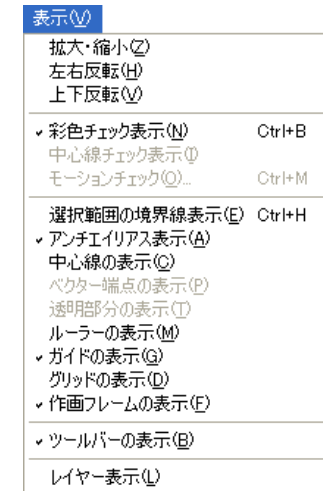 表示(V)
拡大・縮小(Z)
左右反転(H)
上下反転(V)
彩色チェック表示(N) Ctrl+B
中心線チェック表示(I)
モーションチェック(O)... Ctrl+M
選択範囲の境界線表示(E) Ctrl+H
アンチエイリアス表示(A)
中心線の表示(C)
ベクター端点の表示(P)
透明部分の表示(T)
ルーラーの表示(M)
ガイドの表示(G)
グリッドの表示(D)
作画フレームの表示(F)
ツールバーの表示(B)
レイヤー表示(L)